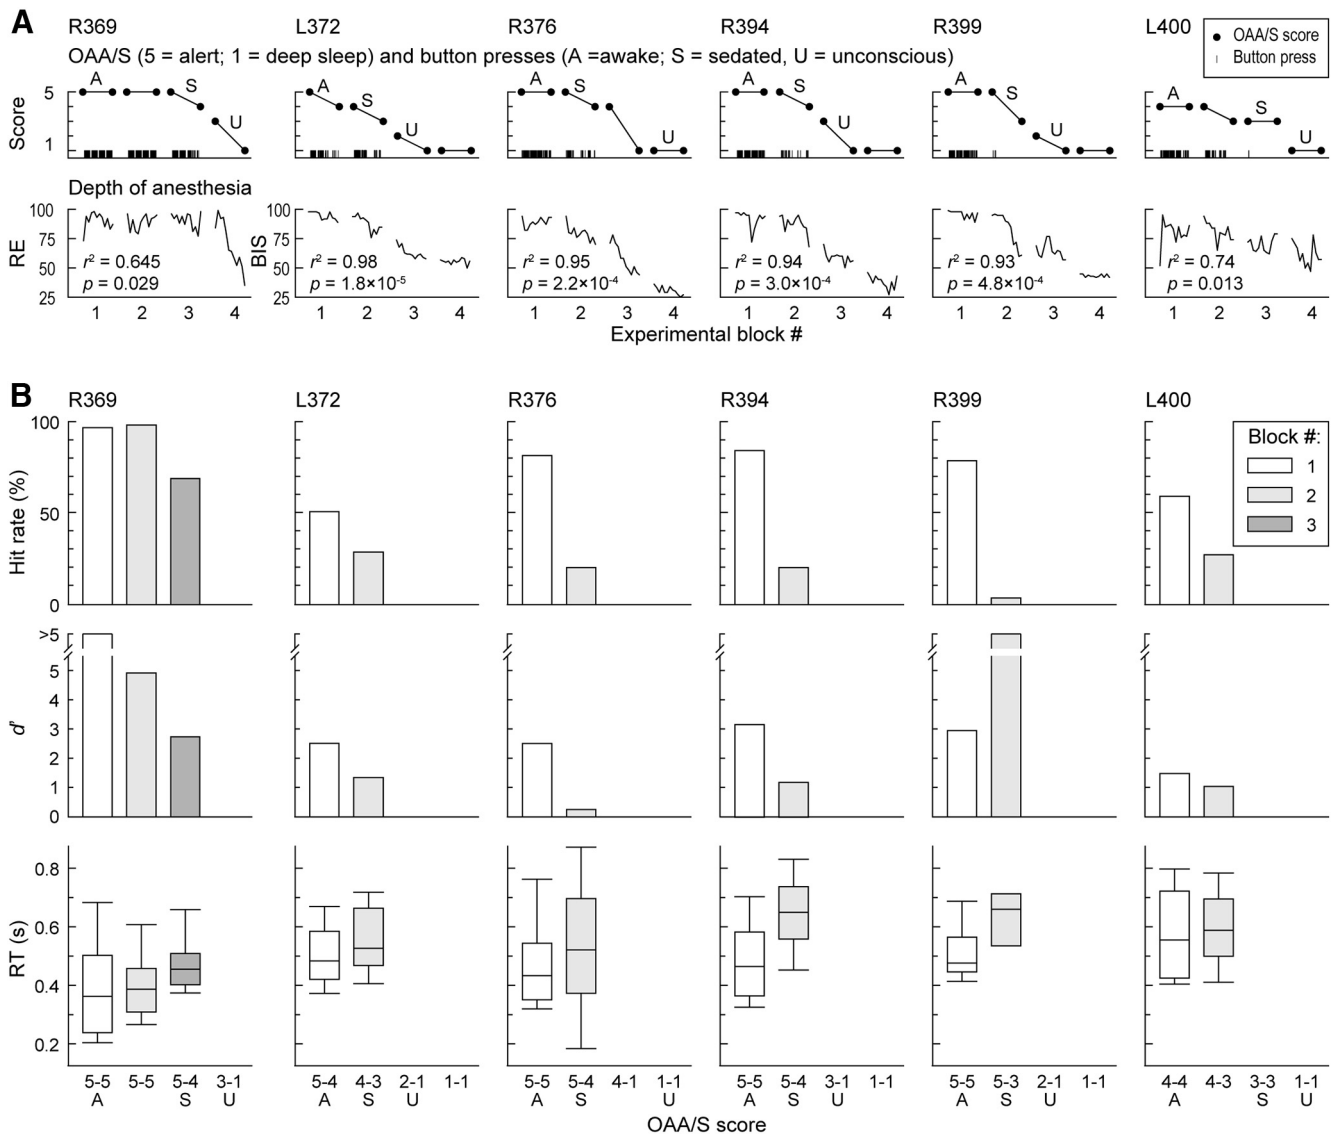 A
R369 L372 R376 R394 R399 L400
OAA/S (5 = alert; 1 = deep sleep) and button presses (A =awake; S = sedated, U = unconscious)
OAA/S score
Button press
Score
5
1
A S U
A S U
A S U
A S U
A S U
A S U
Depth of anesthesia
RE
BIS
100
75
50
25
100
75
50
25
r² = 0.645
p = 0.029
r² = 0.98
p = 1.8×10⁻⁵
r² = 0.95
p = 2.2×10⁻⁴
r² = 0.94
p = 3.0×10⁻⁴
r² = 0.93
p = 4.8×10⁻⁴
r² = 0.74
p = 0.013
1 2 3 4 1 2 3 4 1 2 3 4 1 2 3 4 1 2 3 4 1 2 3 4
Experimental block #
B
R369 L372 R376 R394 R399 L400
Block #:
1
2
3
Hit rate (%)
100
50
0
d'
>5
5
4
3
2
1
0
RT (s)
0.8
0.6
0.4
0.2
5-5 5-5 5-4 3-1 5-4 4-3 2-1 1-1 5-5 5-4 4-1 1-1 5-5 5-4 3-1 1-1 5-5 5-3 2-1 1-1 4-4 4-3 3-3 1-1
A S U A S U A S U A S U A S U A S U
OAA/S score